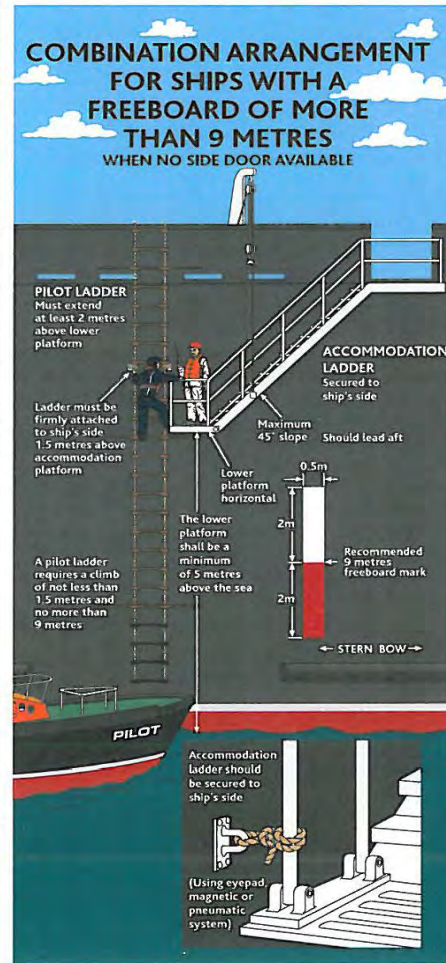 COMBINATION ARRANGEMENT
FOR SHIPS WITH A
FREEBOARD OF MORE
THAN 9 METRES
WHEN NO SIDE DOOR AVAILABLE
PILOT LADDER
Must extend
at least 2 metres
above lower
platform
ACCOMMODATION
LADDER
Secured to
ship's side
Ladder must be
firmly attached
to ship's side
1.5 metres above
accommodation
platform
Maximum
45° slope
Should lead aft
Lower
platform
horizontal
0.5m
2m
Recommended
9 metres
freeboard mark
2m
The lower
platform
shall be a
minimum
of 5 metres
above the sea
A pilot ladder
requires a climb
of not less than
1.5 metres and
no more than
9 metres
STERN BOW
PILOT
Accommodation
ladder should
be secured to
ship's side
(Using eyepad,
magnetic or
pneumatic
system)